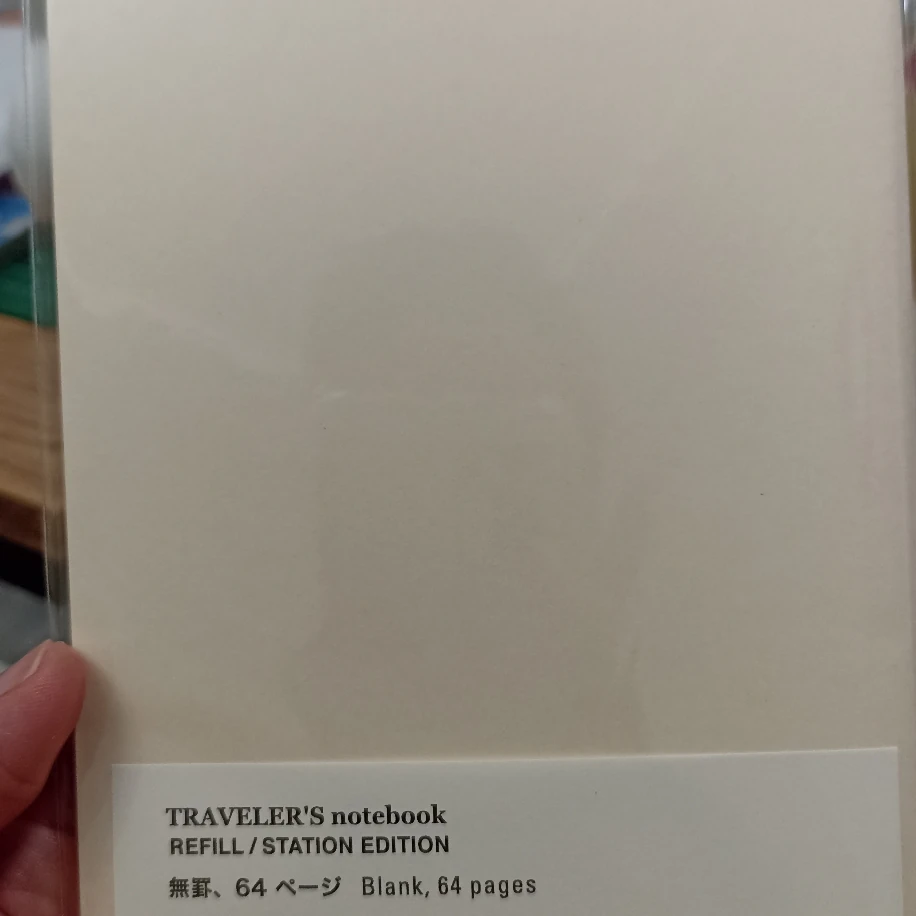 TRAVELER'S notebook
REFILL / STATION EDITION
無罫、64 ページ Blank, 64 pages